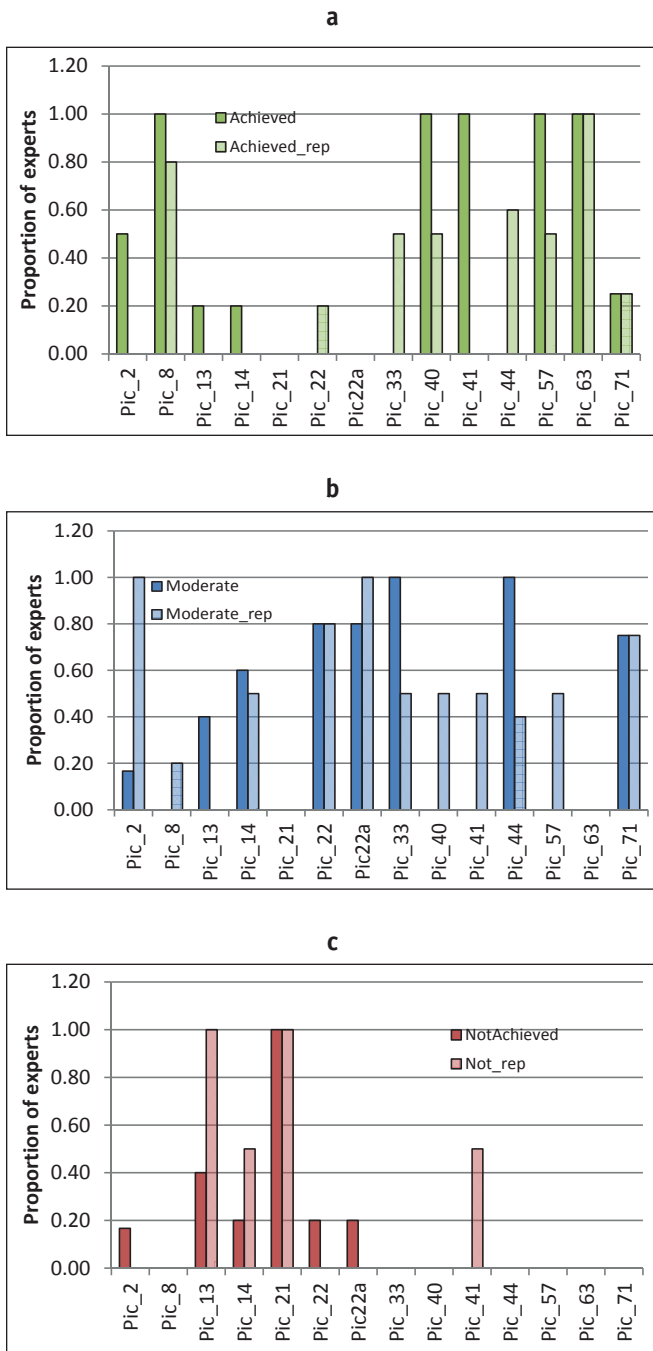 a
1.20
1.00
0.80
0.60
0.40
0.20
0.00
Proportion of experts
Achieved
Achieved_rep
Pic_2
Pic_8
Pic_13
Pic_14
Pic_21
Pic_22
Pic22a
Pic_33
Pic_40
Pic_41
Pic_44
Pic_57
Pic_63
Pic_71
b
1.20
1.00
0.80
0.60
0.40
0.20
0.00
Proportion of experts
Moderate
Moderate_rep
Pic_2
Pic_8
Pic_13
Pic_14
Pic_21
Pic_22
Pic22a
Pic_33
Pic_40
Pic_41
Pic_44
Pic_57
Pic_63
Pic_71
c
1.20
1.00
0.80
0.60
0.40
0.20
0.00
Proportion of experts
NotAchieved
Not_rep
Pic_2
Pic_8
Pic_13
Pic_14
Pic_21
Pic_22
Pic22a
Pic_33
Pic_40
Pic_41
Pic_44
Pic_57
Pic_63
Pic_71